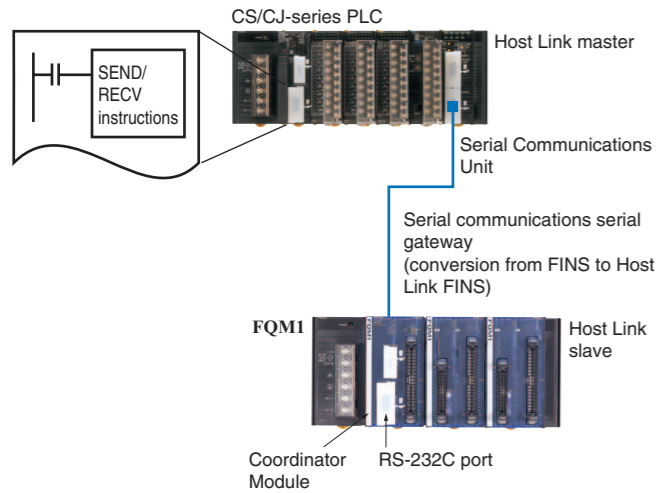 CS/CJ-series PLC
Host Link master
SEND/
RECV
instructions
Serial Communications
Unit
Serial communications serial
gateway
(conversion from FINS to Host
Link FINS)
FQM1
Host Link
slave
Coordinator
Module
RS-232C port